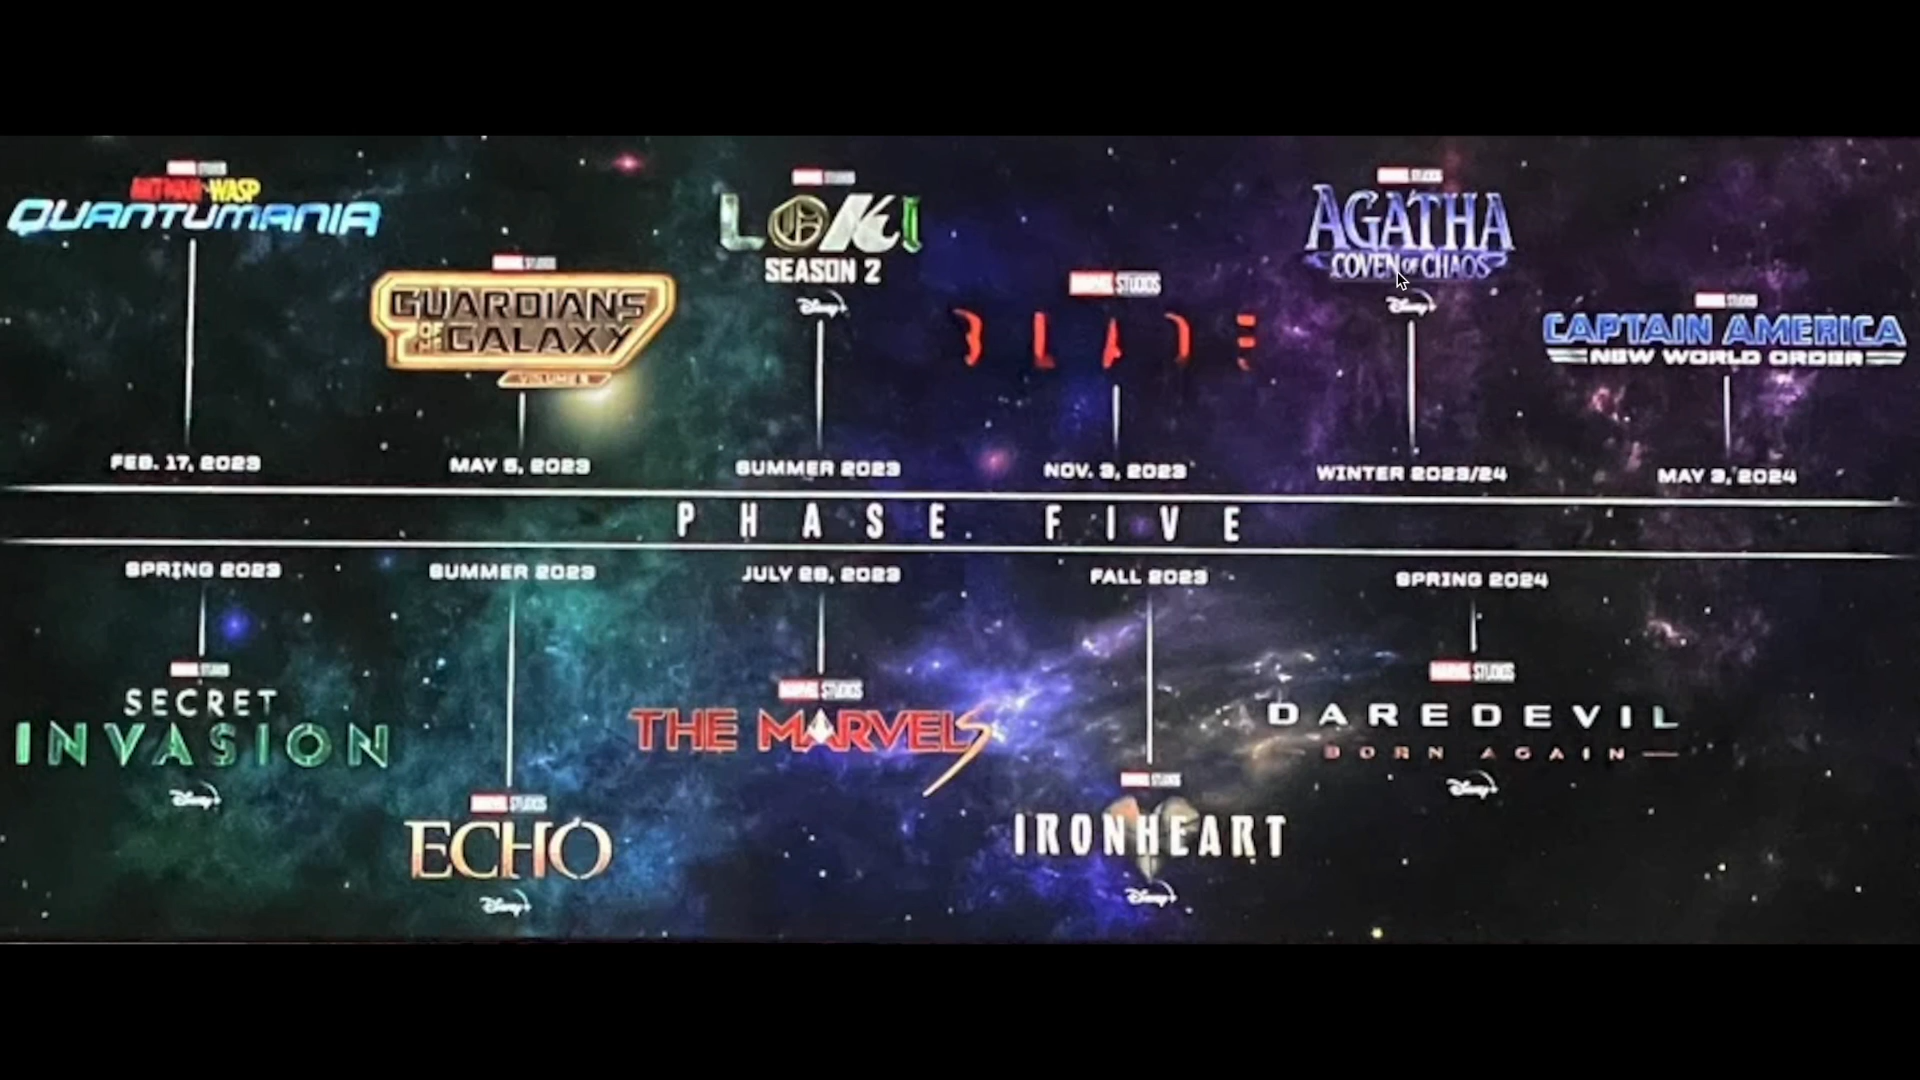 MARVEL STUDIOS
ANT-MAN WASP
QUANTUMANIA
FEB. 17, 2023
MARVEL STUDIOS
GUARDIANS
OF THE GALAXY
VOLUME 3
MAY 5, 2023
MARVEL STUDIOS
LOKI
SEASON 2
Disney+
SUMMER 2023
MARVEL STUDIOS
BLADE
NOV. 3, 2023
MARVEL STUDIOS
AGATHA
COVEN OF CHAOS
Disney+
WINTER 2023/24
MARVEL STUDIOS
CAPTAIN AMERICA
NEW WORLD ORDER
MAY 3, 2024
PHASE FIVE
SPRING 2023
MARVEL STUDIOS
SECRET
INVASION
Disney+
SUMMER 2023
MARVEL STUDIOS
ECHO
Disney+
JULY 28, 2023
MARVEL STUDIOS
THE MARVELS
FALL 2023
MARVEL STUDIOS
IRONHEART
Disney+
SPRING 2024
MARVEL STUDIOS
DAREDEVIL
BORN AGAIN
Disney+